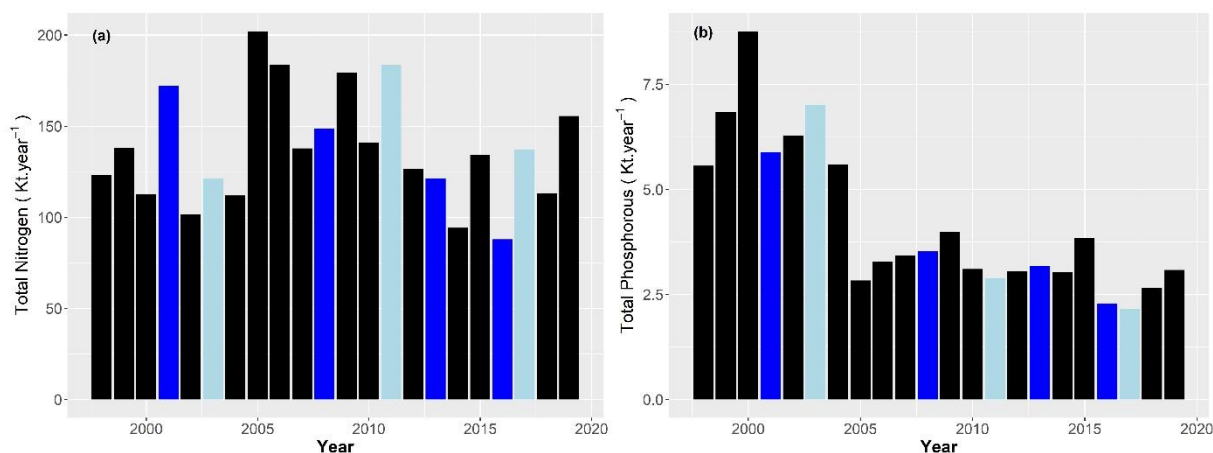 (a)
Total Nitrogen ( Kt.year⁻¹ )
200
150
100
50
0
2000 2005 2010 2015 2020
Year
(b)
Total Phosphorous ( Kt.year⁻¹ )
7.5
5.0
2.5
0.0
2000 2005 2010 2015 2020
Year